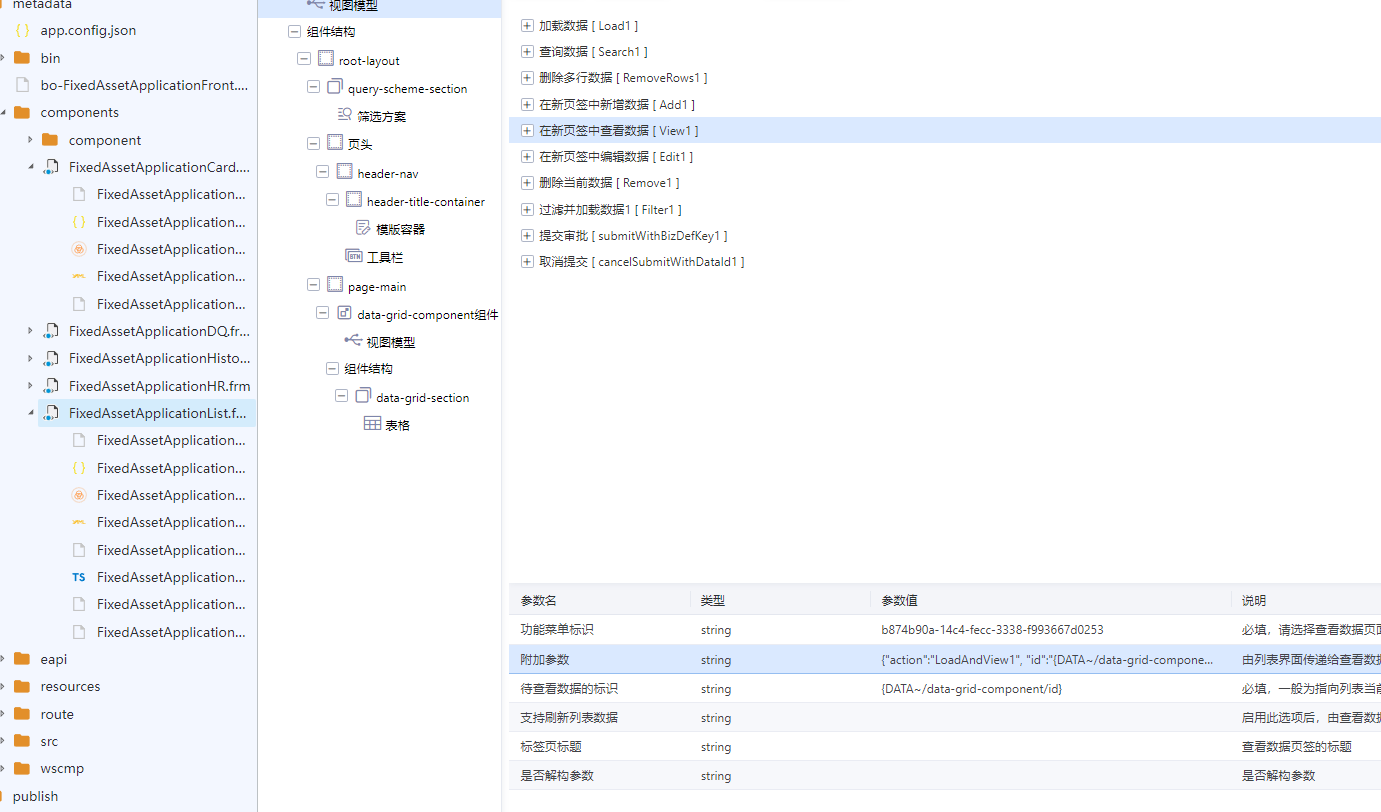 metadata
app.config.json
bin
bo-FixedAssetApplicationFront....
components
component
FixedAssetApplicationCard....
FixedAssetApplication...
FixedAssetApplication...
FixedAssetApplication...
FixedAssetApplication...
FixedAssetApplication...
FixedAssetApplicationDQ.fr...
FixedAssetApplicationHisto...
FixedAssetApplicationHR.frm
FixedAssetApplicationList.f...
FixedAssetApplication...
FixedAssetApplication...
FixedAssetApplication...
FixedAssetApplication...
FixedAssetApplication...
TS FixedAssetApplication...
FixedAssetApplication...
FixedAssetApplication...
eapi
resources
route
src
wscmp
publish
视图模型
组件结构
root-layout
query-scheme-section
筛选方案
页头
header-nav
header-title-container
模版容器
BTN 工具栏
page-main
data-grid-component组件
视图模型
组件结构
data-grid-section
表格
加载数据 [ Load1 ]
查询数据 [ Search1 ]
删除多行数据 [ RemoveRows1 ]
在新页签中新增数据 [ Add1 ]
在新页签中查看数据 [ View1 ]
在新页签中编辑数据 [ Edit1 ]
删除当前数据 [ Remove1 ]
过滤并加载数据1 [ Filter1 ]
提交审批 [ submitWithBizDefKey1 ]
取消提交 [ cancelSubmitWithDataId1 ]
参数名 类型 参数值 说明
功能菜单标识 string b874b90a-14c4-fecc-3338-f993667d0253 必填，请选择查看数据页面
附加参数 string {"action":"LoadAndView1", "id":"{DATA~/data-grid-compone... 由列表界面传递给查看数据
待查看数据的标识 string {DATA~/data-grid-component/id} 必填，一般为指向列表当前
支持刷新列表数据 string 启用此选项后，由查看数据
标签页标题 string 查看数据页签的标题
是否解构参数 string 是否解构参数